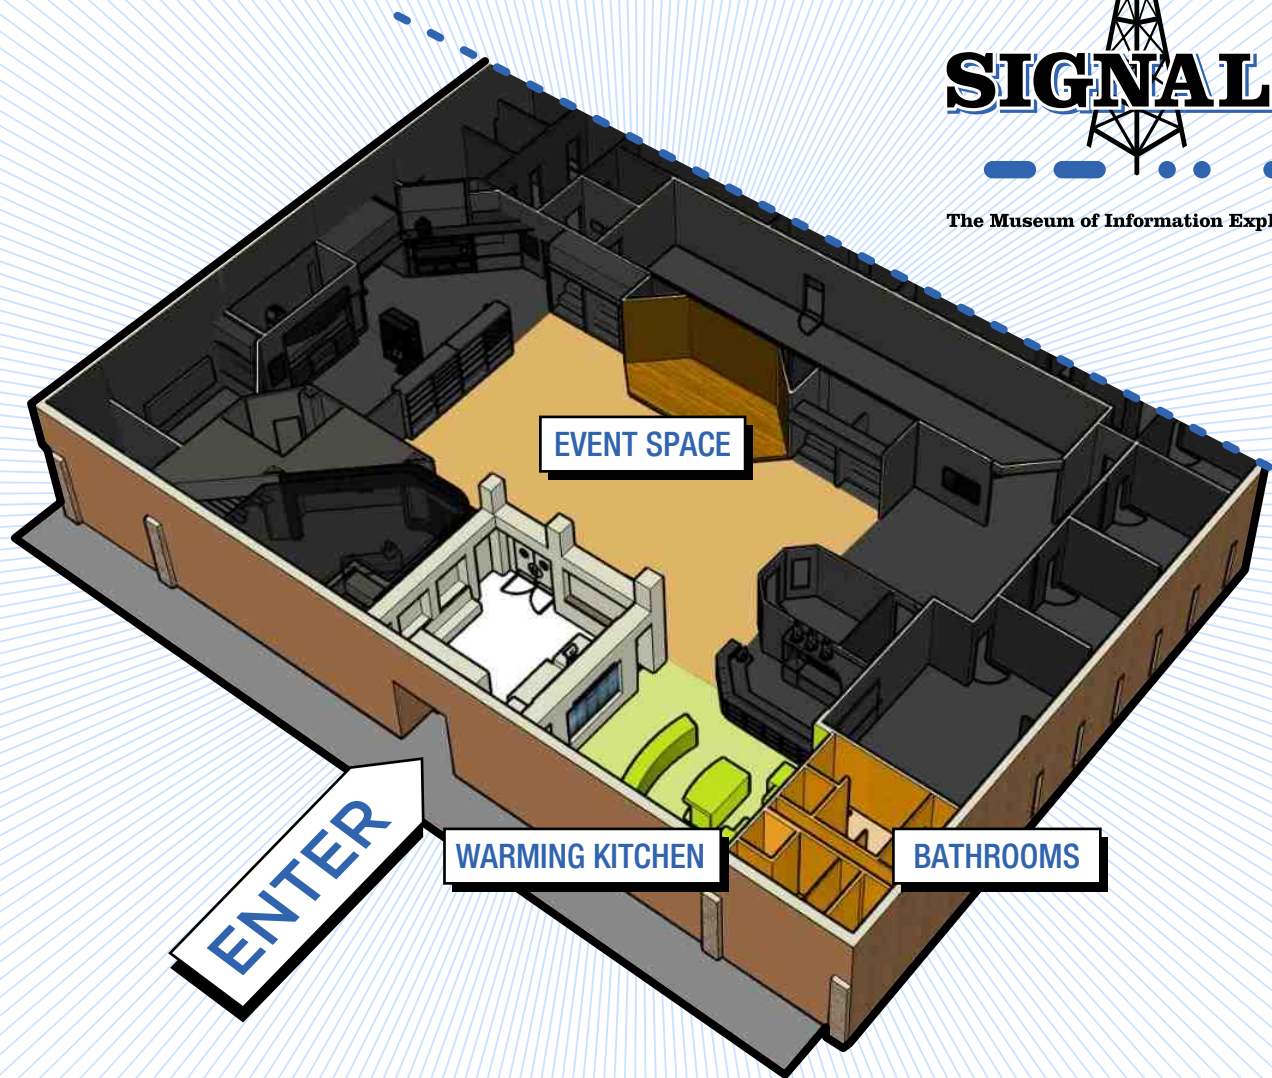 SIGNAL
The Museum of Information
EVENT SPACE
WARMING KITCHEN
BATHROOMS
ENTER